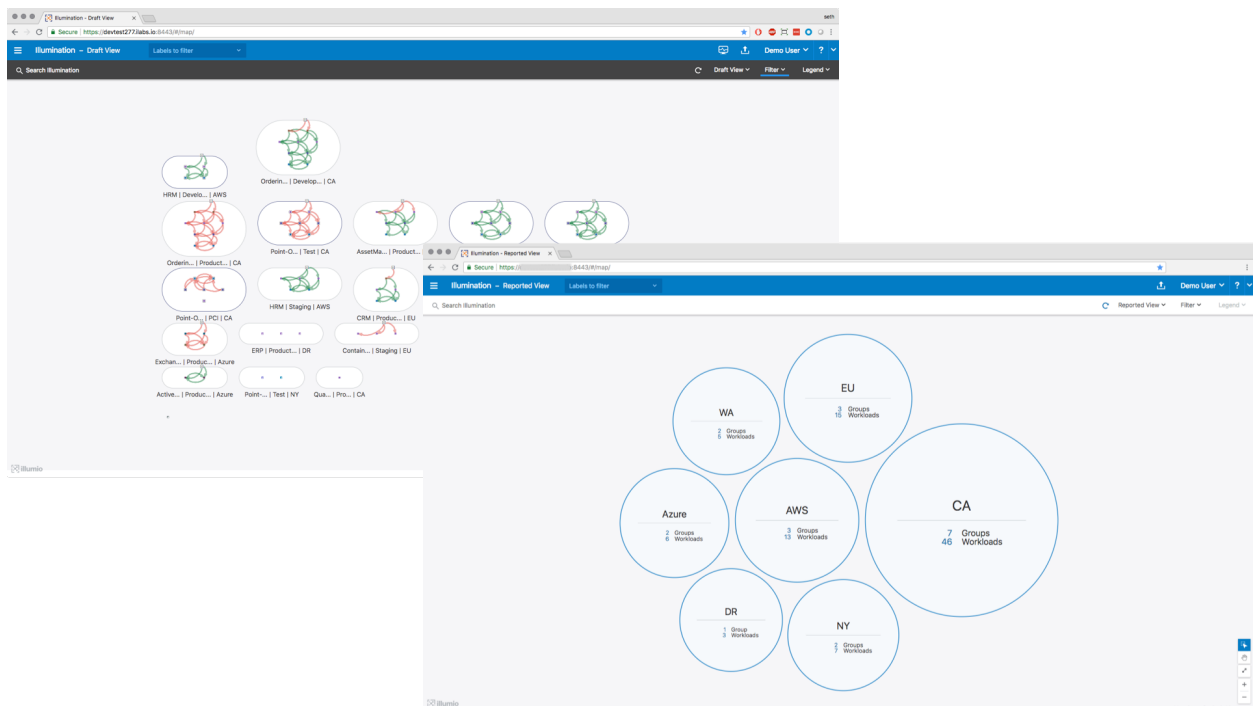 Illumination - Draft View
seth
Secure https://devtest277.ilabs.io:8443/#/map/
Illumination – Draft View
Labels to filter
Demo User
?
Search Illumination
Draft View
Filter
Legend
Orderin... | Develop... | CA
HRM | Develo... | AWS
Orderin... | Product... | CA
Point-O... | Test | CA
AssetMa... | Product...
Point-O... | PCI | CA
HRM | Staging | AWS
CRM | Produc... | EU
Exchan... | Produc... | Azure
ERP | Product... | DR
Contain... | Staging | EU
Active... | Produc... | Azure
Point-... | Test | NY
Qua... | Pro... | CA
illumio
Illumination - Reported View
Secure https://
:8443/#/map/
Illumination – Reported View
Labels to filter
Demo User
?
Search Illumination
Reported View
Filter
Legend
EU
3 Groups
15 Workloads
WA
2 Groups
5 Workloads
CA
7 Groups
46 Workloads
Azure
2 Groups
6 Workloads
AWS
3 Groups
13 Workloads
DR
1 Group
3 Workloads
NY
2 Groups
7 Workloads
illumio